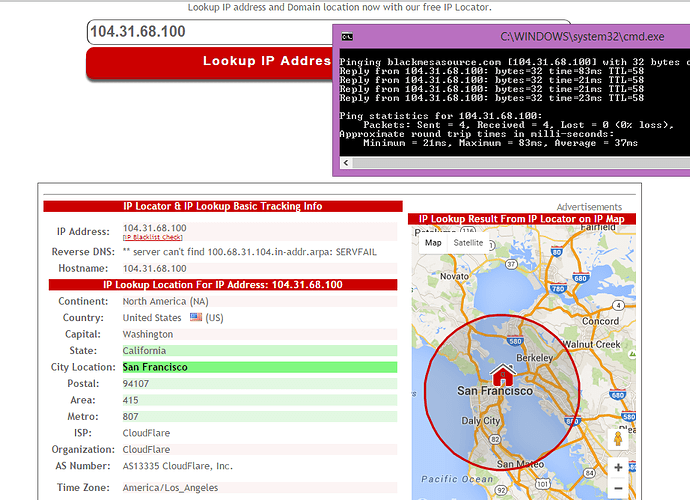 Lookup IP address and Domain location now with our free IP Locator.
104.31.68.100
Lookup IP Addres
C:\WINDOWS\system32\cmd.exe
Pinging blackmesasource.com [104.31.68.100] with 32 bytes
Reply from 104.31.68.100: bytes=32 time=83ms TTL=58
Reply from 104.31.68.100: bytes=32 time=21ms TTL=58
Reply from 104.31.68.100: bytes=32 time=21ms TTL=58
Reply from 104.31.68.100: bytes=32 time=23ms TTL=58
Ping statistics for 104.31.68.100:
Packets: Sent = 4, Received = 4, Lost = 0 (0% loss),
Approximate round trip times in milli-seconds:
Minimum = 21ms, Maximum = 83ms, Average = 37ms
IP Locator & IP Lookup Basic Tracking Info
IP Address: 104.31.68.100
[IP Blacklist Check]
Reverse DNS: ** server can't find 100.68.31.104.in-addr.arpa: SERVFAIL
Hostname: 104.31.68.100
IP Lookup Location For IP Address: 104.31.68.100
Continent: North America (NA)
Country: United States (US)
Capital: Washington
State: California
City Location: San Francisco
Postal: 94107
Area: 415
Metro: 807
ISP: CloudFlare
Organization: CloudFlare
AS Number: AS13335 CloudFlare, Inc.
Time Zone: America/Los_Angeles
Advertisements
IP Lookup Result From IP Locator on IP Map
Map Satellite
Fairfield
116
80
37
Novato
680
4
Concord
580
Walnut Creek
Berkeley
San Francisco
580
680
Daly City
82
San Mateo
92
101
84
880
Pacific Ocean
+
−